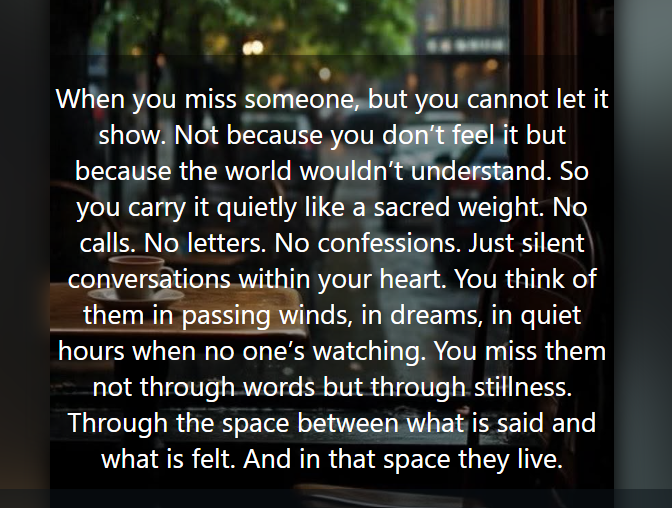 When you miss someone, but you cannot let it
show. Not because you don’t feel it but
because the world wouldn’t understand. So
you carry it quietly like a sacred weight. No
calls. No letters. No confessions. Just silent
conversations within your heart. You think of
them in passing winds, in dreams, in quiet
hours when no one’s watching. You miss them
not through words but through stillness.
Through the space between what is said and
what is felt. And in that space they live.